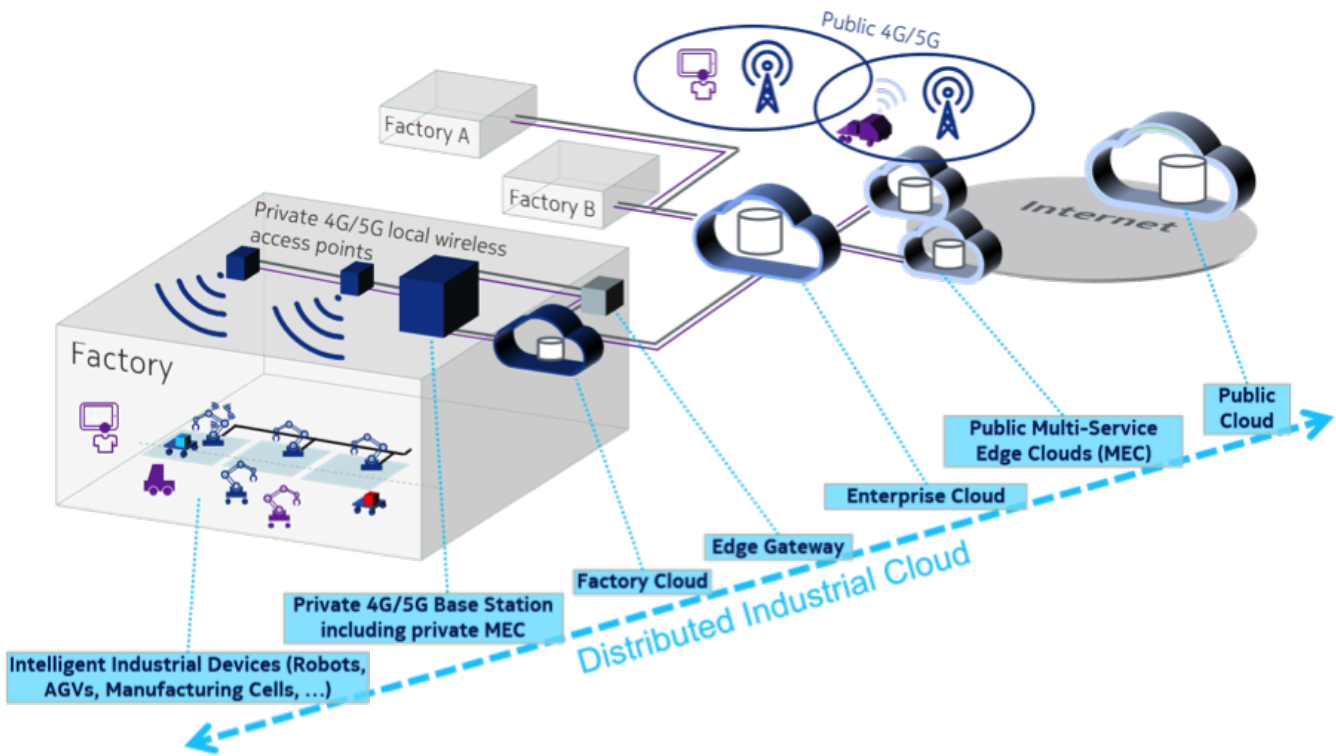 Public 4G/5G
Factory A
Factory B
Internet
Private 4G/5G local wireless
access points
Factory
Public
Cloud
Public Multi-Service
Edge Clouds (MEC)
Enterprise Cloud
Edge Gateway
Factory Cloud
Private 4G/5G Base Station
including private MEC
Intelligent Industrial Devices (Robots,
AGVs, Manufacturing Cells, ...)
Distributed Industrial Cloud